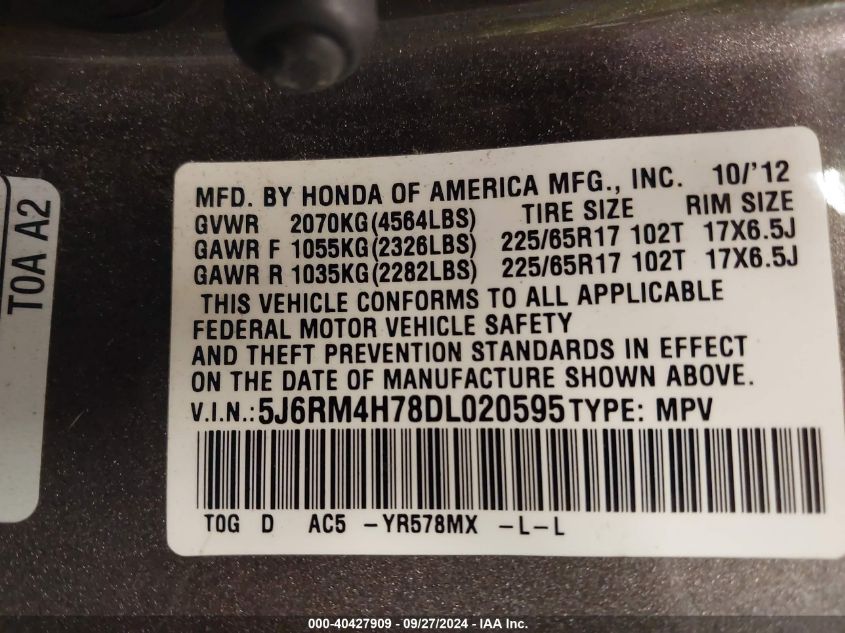 MFD. BY HONDA OF AMERICA MFG., INC. 10/'12
GVWR 2070KG(4564LBS) TIRE SIZE RIM SIZE
GAWR F 1055KG(2326LBS) 225/65R17 102T 17X6.5J
GAWR R 1035KG(2282LBS) 225/65R17 102T 17X6.5J
THIS VEHICLE CONFORMS TO ALL APPLICABLE
FEDERAL MOTOR VEHICLE SAFETY
AND THEFT PREVENTION STANDARDS IN EFFECT
ON THE DATE OF MANUFACTURE SHOWN ABOVE.
V.I.N.: 5J6RM4H78DL020595 TYPE: MPV
T0G D AC5 -YR578MX -L-L
T0A A2
000-40427909 - 09/27/2024 - IAA Inc.